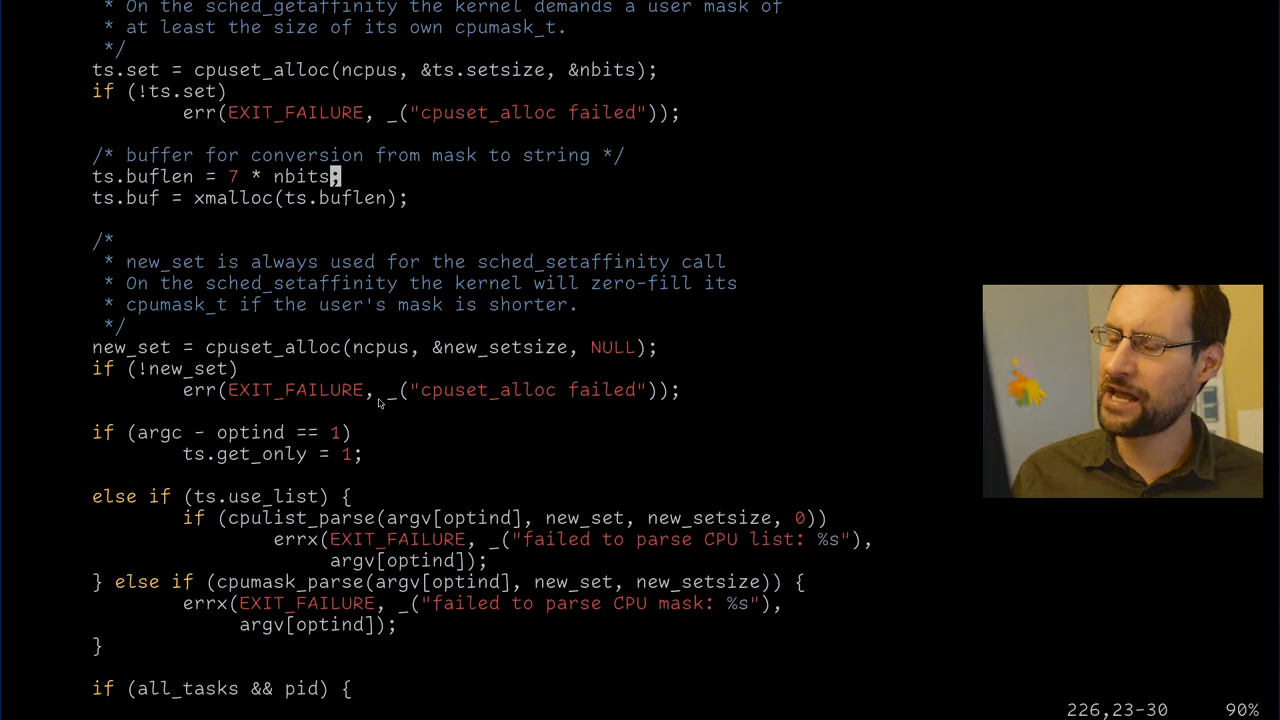 * On the sched_getaffinity the kernel demands a user mask of
* at least the size of its own cpumask_t.
*/
ts.set = cpuset_alloc(ncpus, &ts.setsize, &nbits);
if (!ts.set)
err(EXIT_FAILURE, _("cpuset_alloc failed"));
/* buffer for conversion from mask to string */
ts.buflen = 7 * nbits;
ts.buf = xmalloc(ts.buflen);
/*
* new_set is always used for the sched_setaffinity call
* On the sched_setaffinity the kernel will zero-fill its
* cpumask_t if the user's mask is shorter.
*/
new_set = cpuset_alloc(ncpus, &new_setsize, NULL);
if (!new_set)
err(EXIT_FAILURE, _("cpuset_alloc failed"));
if (argc - optind == 1)
ts.get_only = 1;
else if (ts.use_list) {
if (cpulist_parse(argv[optind], new_set, new_setsize, 0))
errx(EXIT_FAILURE, _("failed to parse CPU list: %s"),
argv[optind]);
} else if (cpumask_parse(argv[optind], new_set, new_setsize)) {
errx(EXIT_FAILURE, _("failed to parse CPU mask: %s"),
argv[optind]);
}
if (all_tasks && pid) {
226,23-30 90%